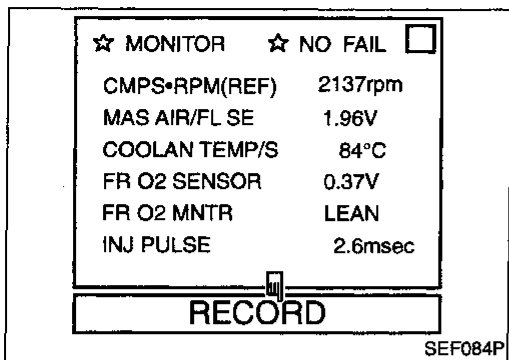 ☆ MONITOR ☆ NO FAIL
CMPS•RPM(REF) 2137rpm
MAS AIR/FL SE 1.96V
COOLAN TEMP/S 84°C
FR O2 SENSOR 0.37V
FR O2 MNTR LEAN
INJ PULSE 2.6msec
RECORD
SEF084P